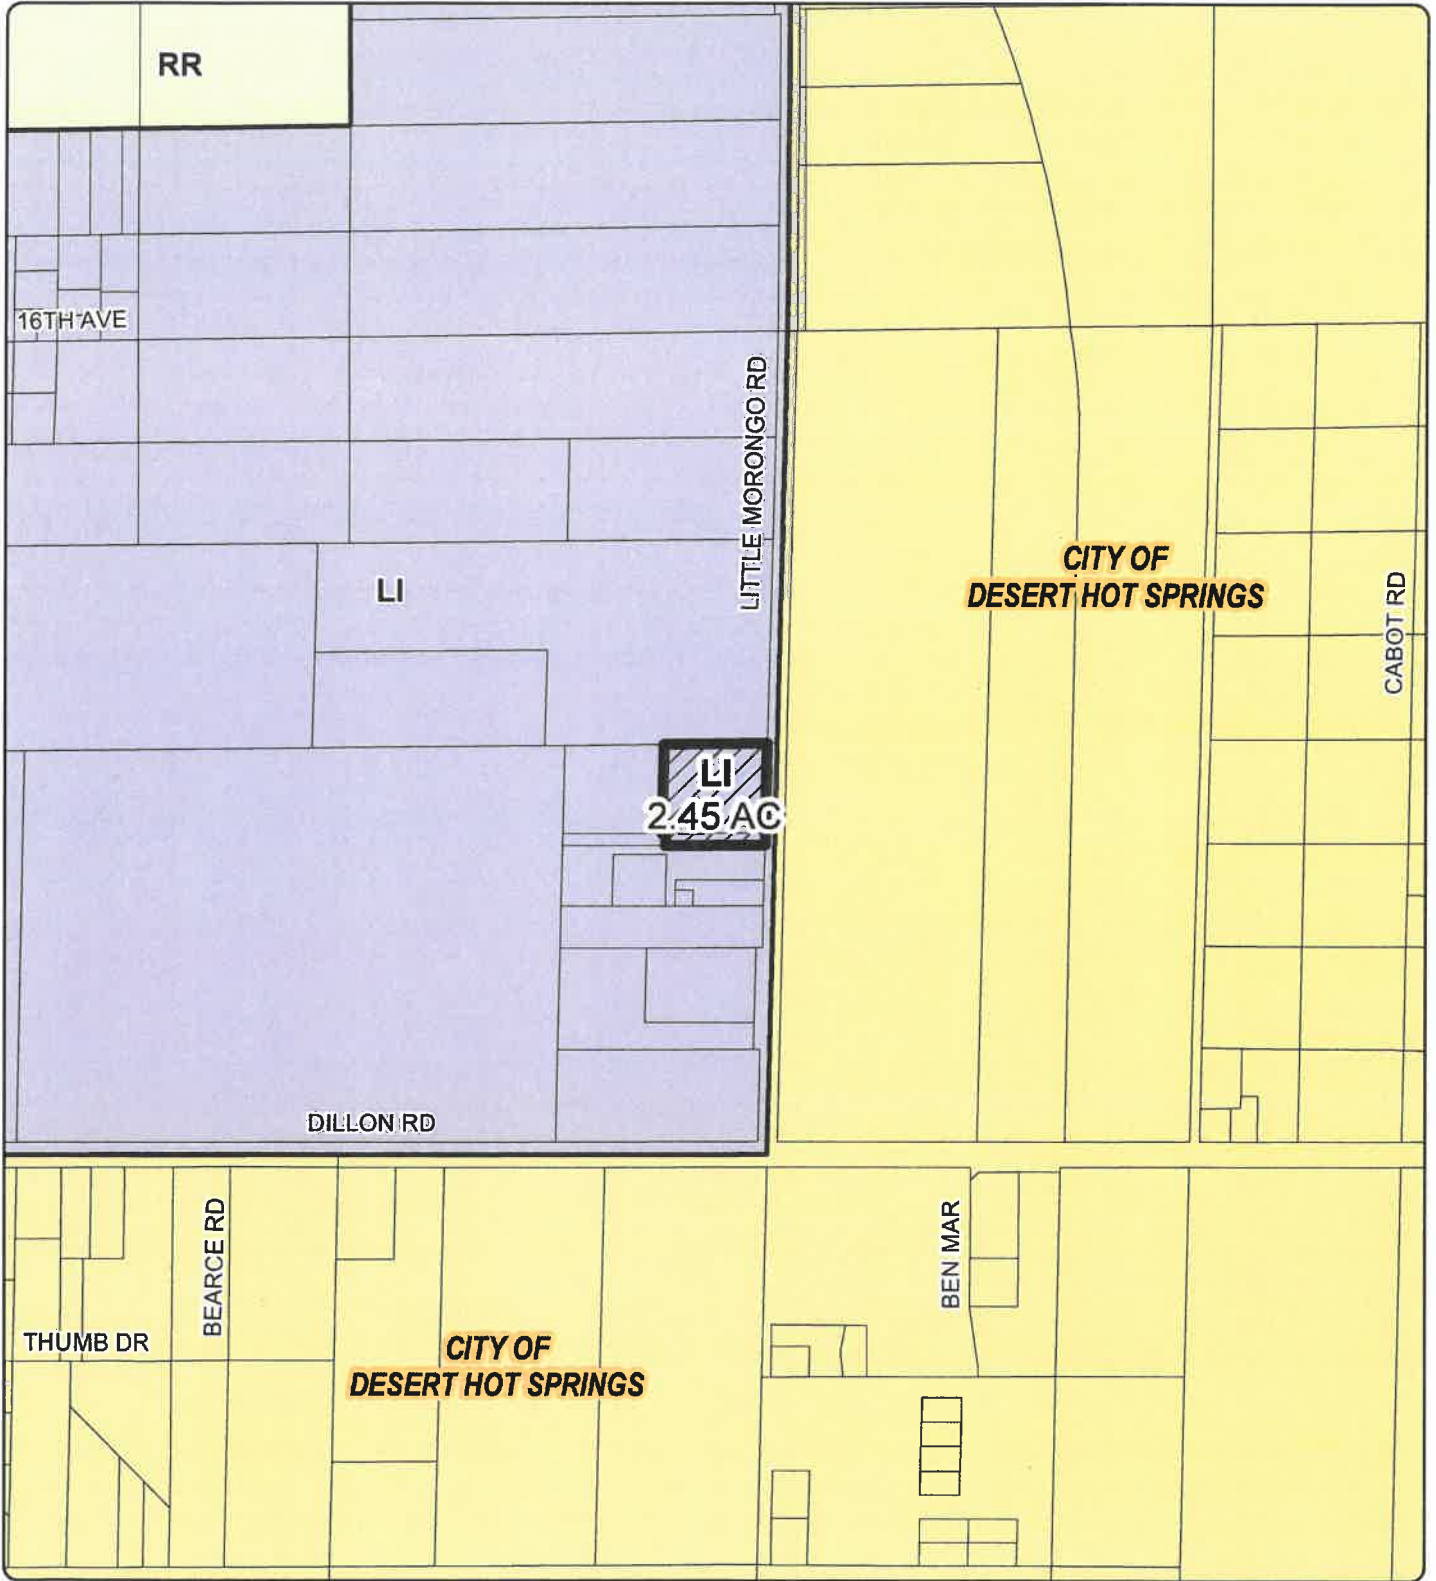 RR
16TH AVE
LITTLE MORONGO RD
CITY OF
DESERT HOT SPRINGS
CABOT RD
LI
LI
2.45 AC
DILLON RD
BEARCE RD
BEN MAR
THUMB DR
CITY OF
DESERT HOT SPRINGS